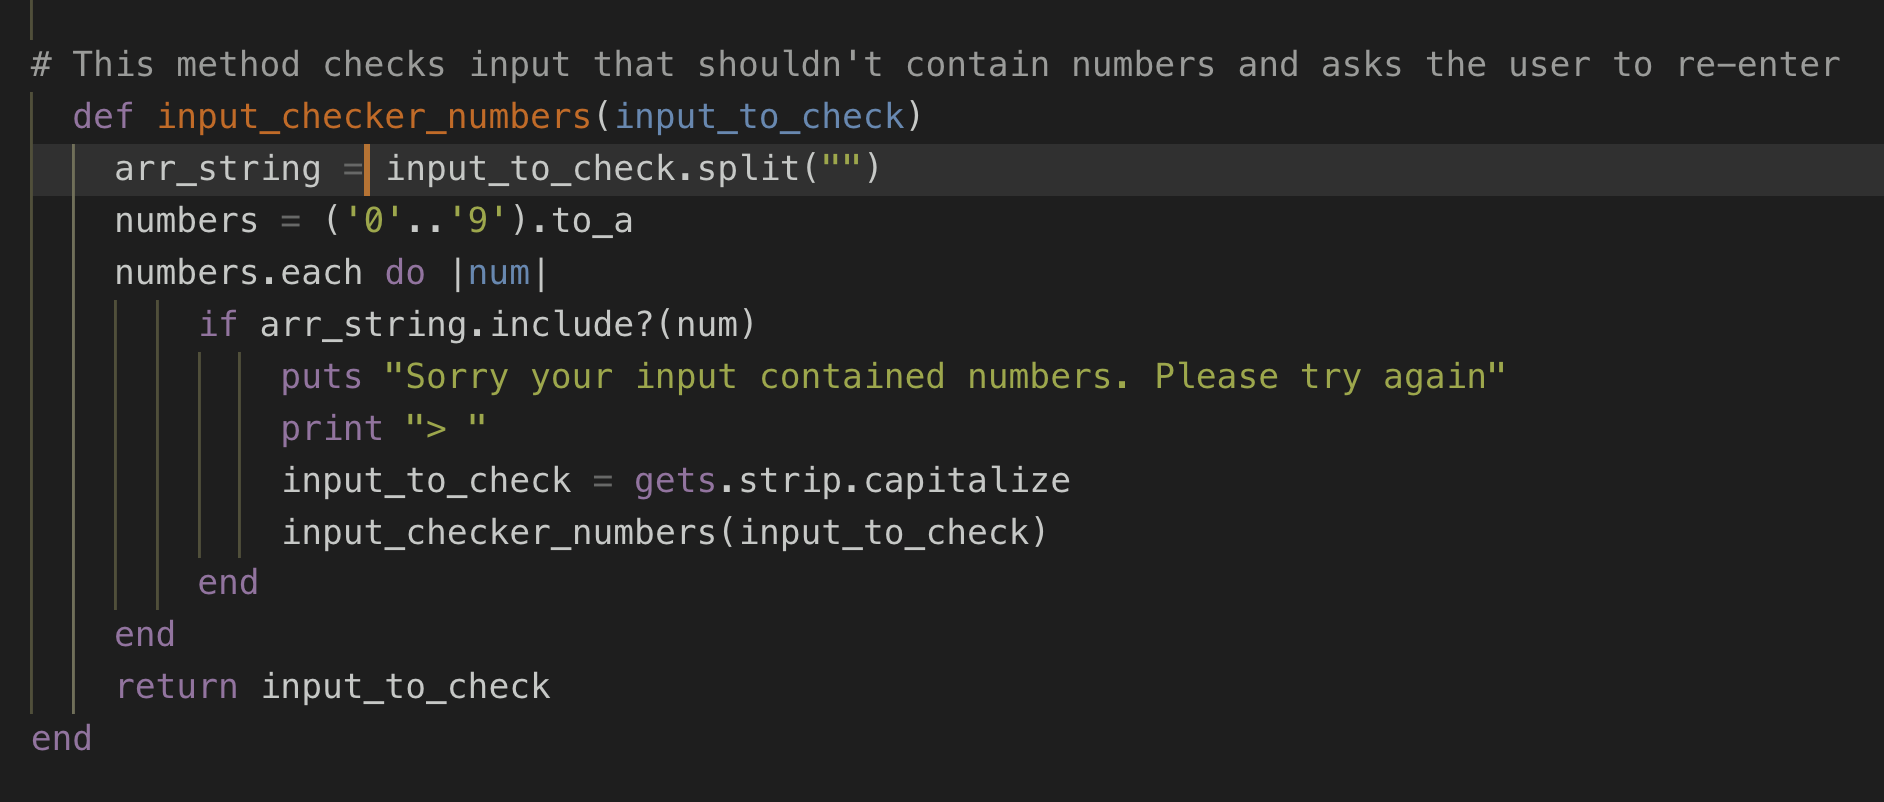 # This method checks input that shouldn't contain numbers and asks the user to re-enter
def input_checker_numbers(input_to_check)
arr_string = input_to_check.split("")
numbers = ('0'..'9').to_a
numbers.each do |num|
if arr_string.include?(num)
puts "Sorry your input contained numbers. Please try again"
print "> "
input_to_check = gets.strip.capitalize
input_checker_numbers(input_to_check)
end
end
return input_to_check
end